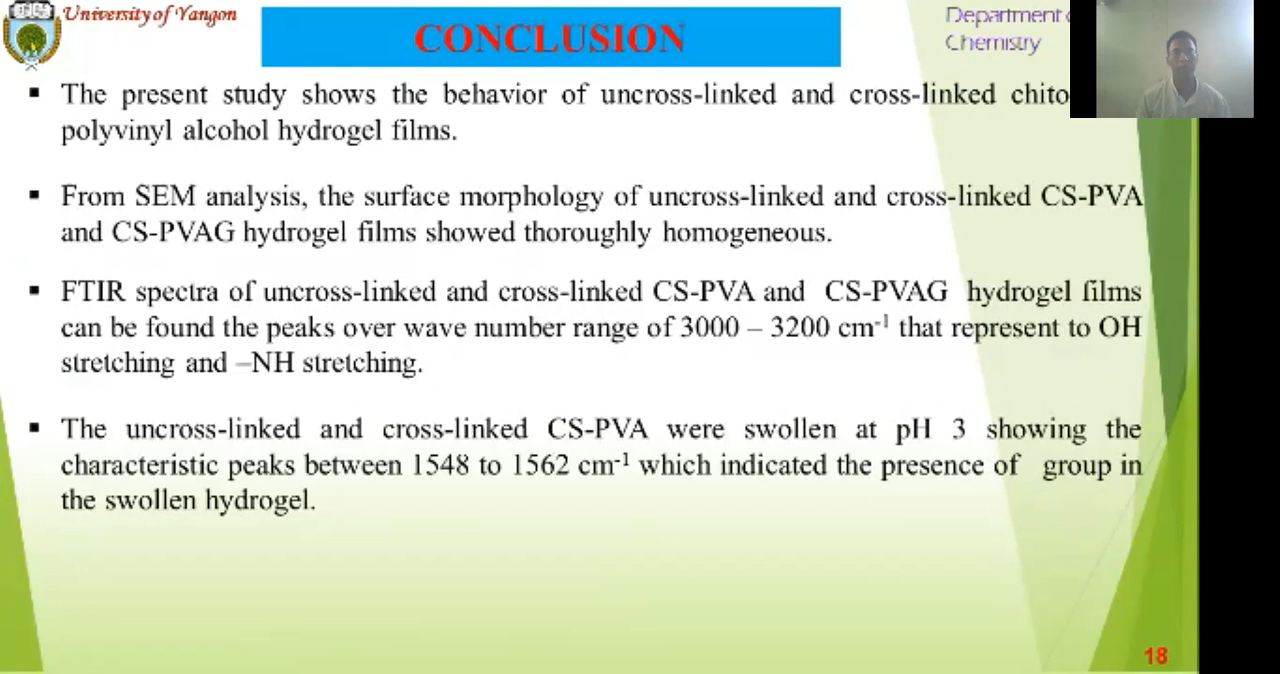 University of Yangon
CONCLUSION
Department
Chemistry
▪ The present study shows the behavior of uncross-linked and cross-linked
polyvinyl alcohol hydrogel films.
▪ From SEM analysis, the surface morphology of uncross-linked and cross-linked CS-PVA
and CS-PVAG hydrogel films showed thoroughly homogeneous.
▪ FTIR spectra of uncross-linked and cross-linked CS-PVA and CS-PVAG hydrogel films
can be found the peaks over wave number range of 3000 – 3200 cm⁻¹ that represent to OH
stretching and –NH stretching.
▪ The uncross-linked and cross-linked CS-PVA were swollen at pH 3 showing the
characteristic peaks between 1548 to 1562 cm⁻¹ which indicated the presence of group in
the swollen hydrogel.
18